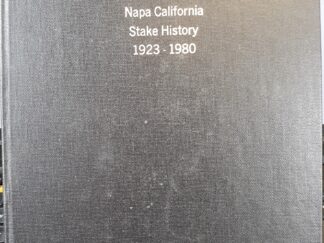 Napa California
Stake History
1923 - 1980